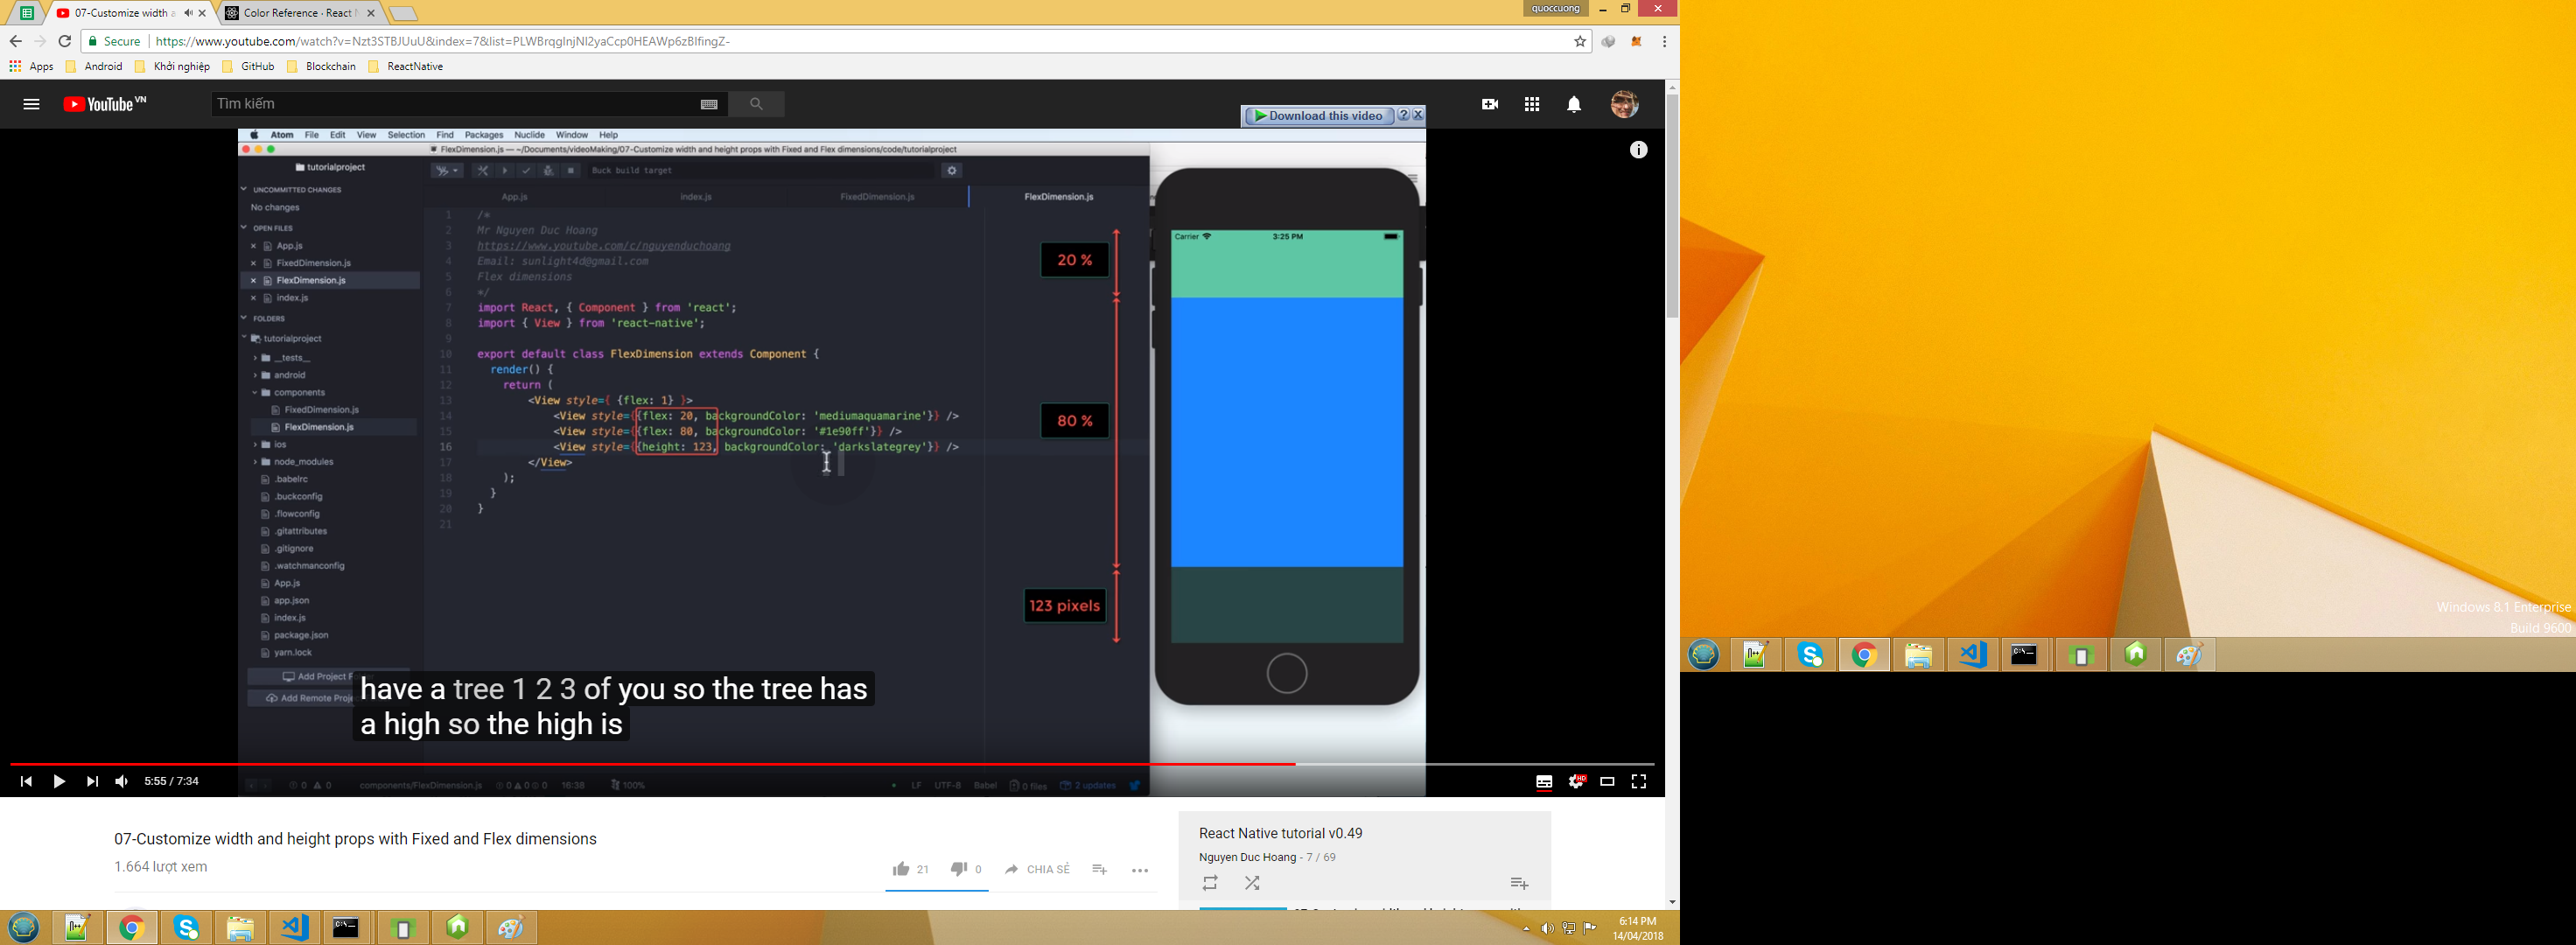 07-Customize width a
Color Reference · React N
quoccuong
Secure
https://www.youtube.com/watch?v=Nzt3STBJUuU&index=7&list=PLWBrqglnjNl2yaCcp0HEAWp6zBlfingZ-
Apps
Android
Khởi nghiệp
GitHub
Blockchain
ReactNative
YouTube VN
Tìm kiếm
Download this video
Atom File Edit View Selection Find Packages Nuclide Window Help
FlexDimension.js — ~/Documents/videoMaking/07-Customize width and height props with Fixed and Flex dimensions/code/tutorialproject
tutorialproject
UNCOMMITTED CHANGES
No changes
OPEN FILES
App.js
FixedDimension.js
FlexDimension.js
index.js
FOLDERS
tutorialproject
__tests__
android
components
FixedDimension.js
FlexDimension.js
ios
node_modules
.babelrc
.buckconfig
.flowconfig
.gitattributes
.gitignore
.watchmanconfig
App.js
app.json
index.js
package.json
yarn.lock
Add Project F
Add Remote Proje
Buck build target
App.js
index.js
FixedDimension.js
FlexDimension.js
1 /*
2 Mr Nguyen Duc Hoang
3 https://www.youtube.com/c/nguyenduchoang
4 Email: sunlight4d@gmail.com
5 Flex dimensions
6 */
7 import React, { Component } from 'react';
8 import { View } from 'react-native';
9
10 export default class FlexDimension extends Component {
11 render() {
12 return (
13 <View style={ {flex: 1} }>
14 <View style={{flex: 20, backgroundColor: 'mediumaquamarine'}} />
15 <View style={{flex: 80, backgroundColor: '#1e90ff'}} />
16 <View style={{height: 123, backgroundColor: 'darkslategrey'}} />
17 </View>
18 );
19 }
20 }
21
20 %
80 %
123 pixels
Carrier
3:25 PM
have a tree 1 2 3 of you so the tree has
a high so the high is
0 0 components/FlexDimension.js 0 0 0 16:38 100%
LF UTF-8 Babel 0 files 2 updates
5:55 / 7:34
HD
07-Customize width and height props with Fixed and Flex dimensions
1.664 lượt xem
21
0
CHIA SẺ
React Native tutorial v0.49
Nguyen Duc Hoang - 7 / 69
6:14 PM
14/04/2018
Windows 8.1 Enterprise
Build 9600